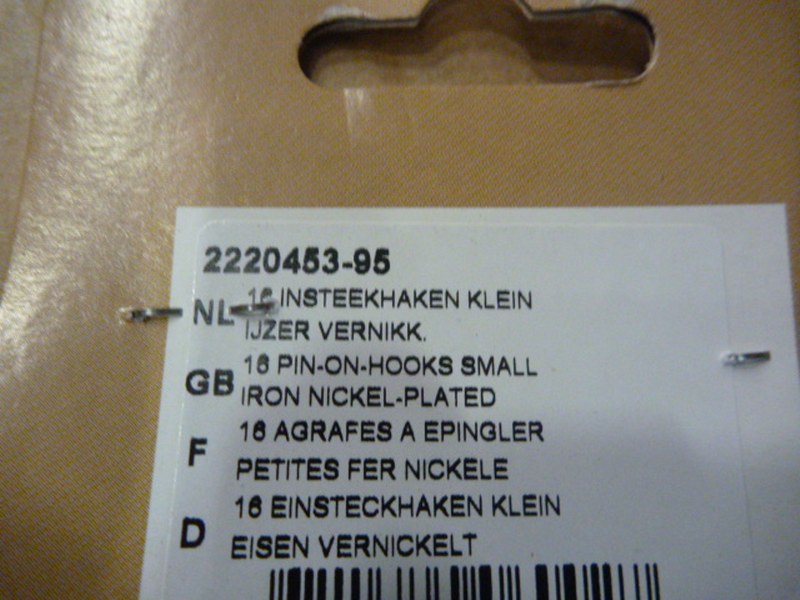 2220453-95
NL 16 INSTEEKHAKEN KLEIN
IJZER VERNIKK.
GB 16 PIN-ON-HOOKS SMALL
IRON NICKEL-PLATED
F 16 AGRAFES A EPINGLER
PETITES FER NICKELE
D 16 EINSTECKHAKEN KLEIN
EISEN VERNICKELT